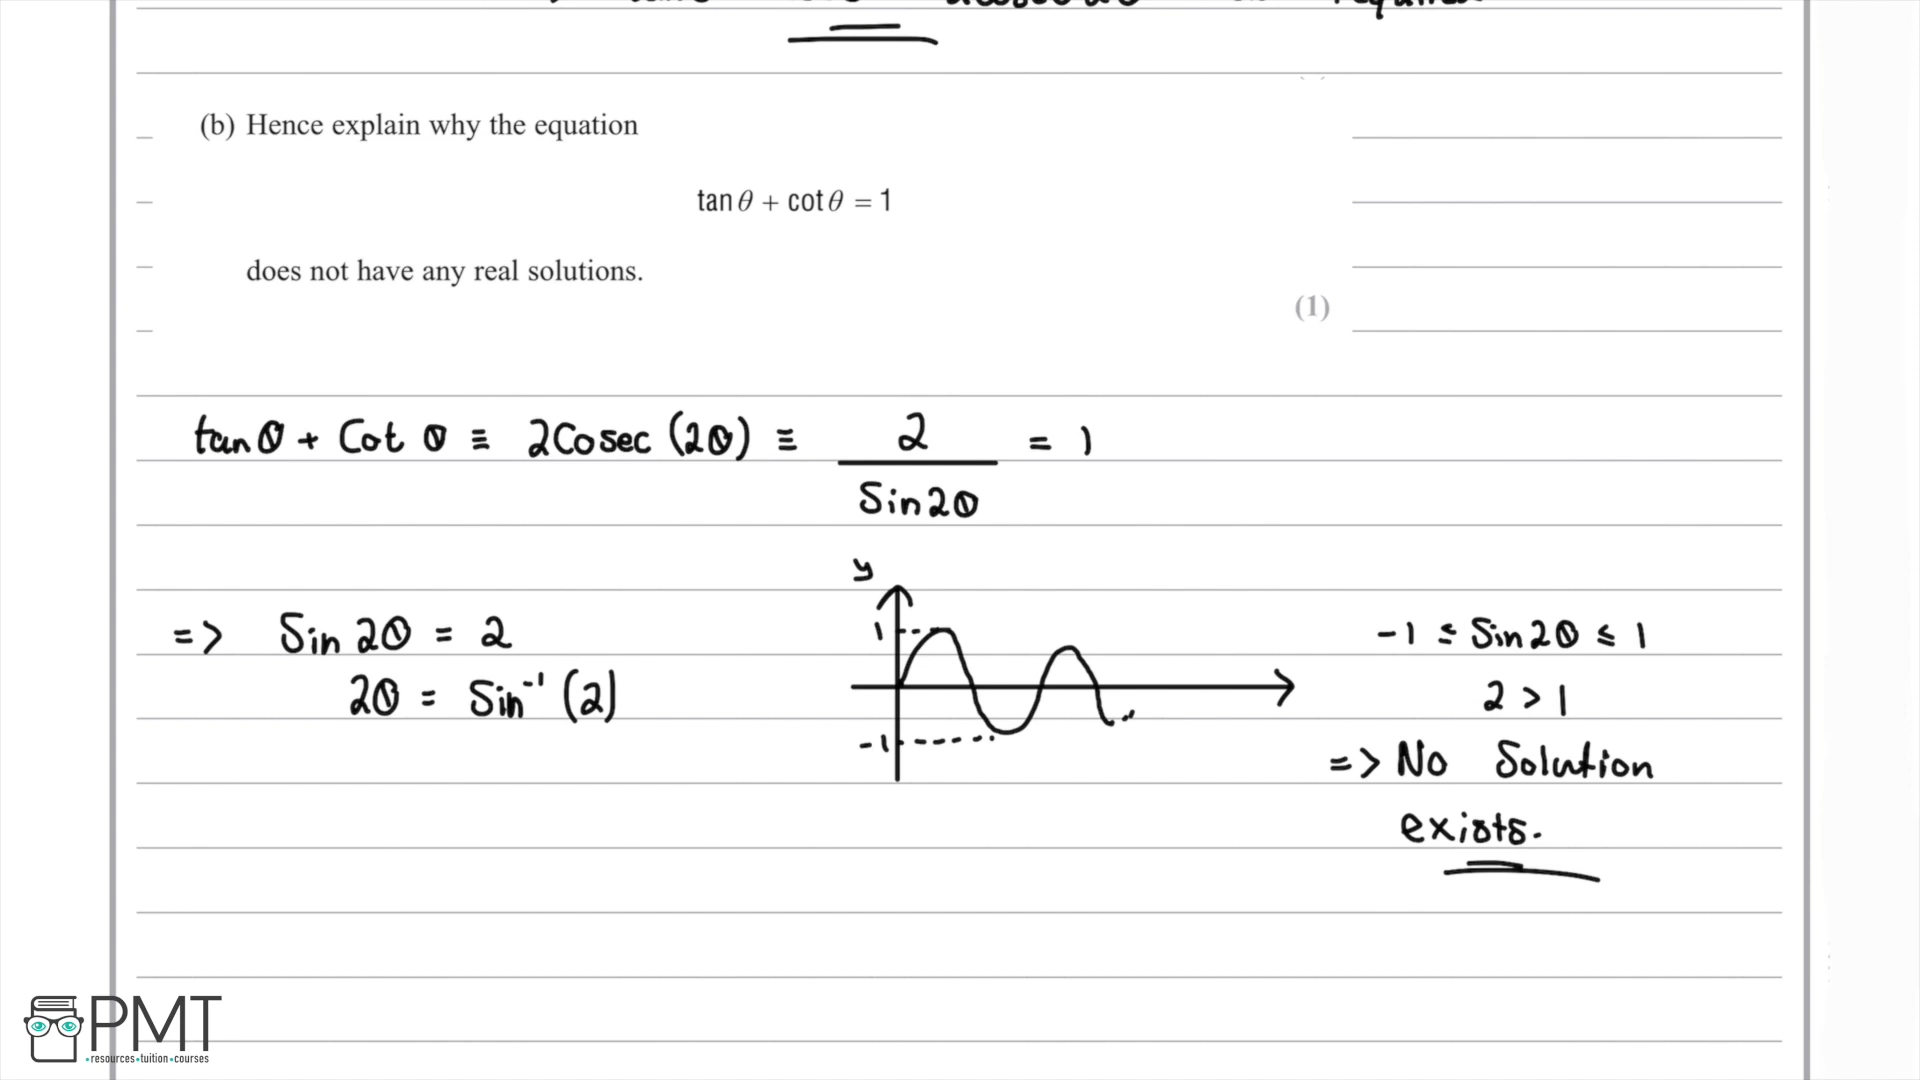 (b) Hence explain why the equation
tan θ + cot θ = 1
does not have any real solutions.
(1)
tanθ + Cot θ ≡ 2Cosec (2θ) ≡ 2 / Sin2θ = 1
=> Sin 2θ = 2
2θ = Sin⁻¹ (2)
y
1
-1
-1 ≤ Sin2θ ≤ 1
2 > 1
=> No Solution
exists.
PMT
•resources•tuition•courses